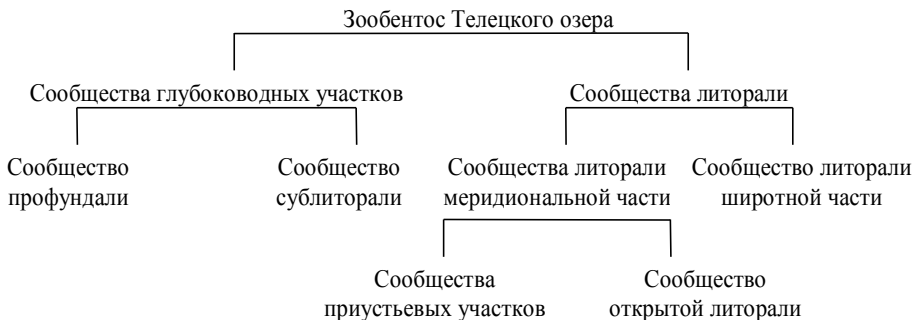 Зообентос Телецкого озера
Сообщества глубоководных участков
Сообщества литорали
Сообщество
профундали
Сообщество
сублиторали
Сообщества литорали
меридиональной части
Сообщество литорали
широтной части
Сообщества
приустьевых участков
Сообщество
открытой литорали